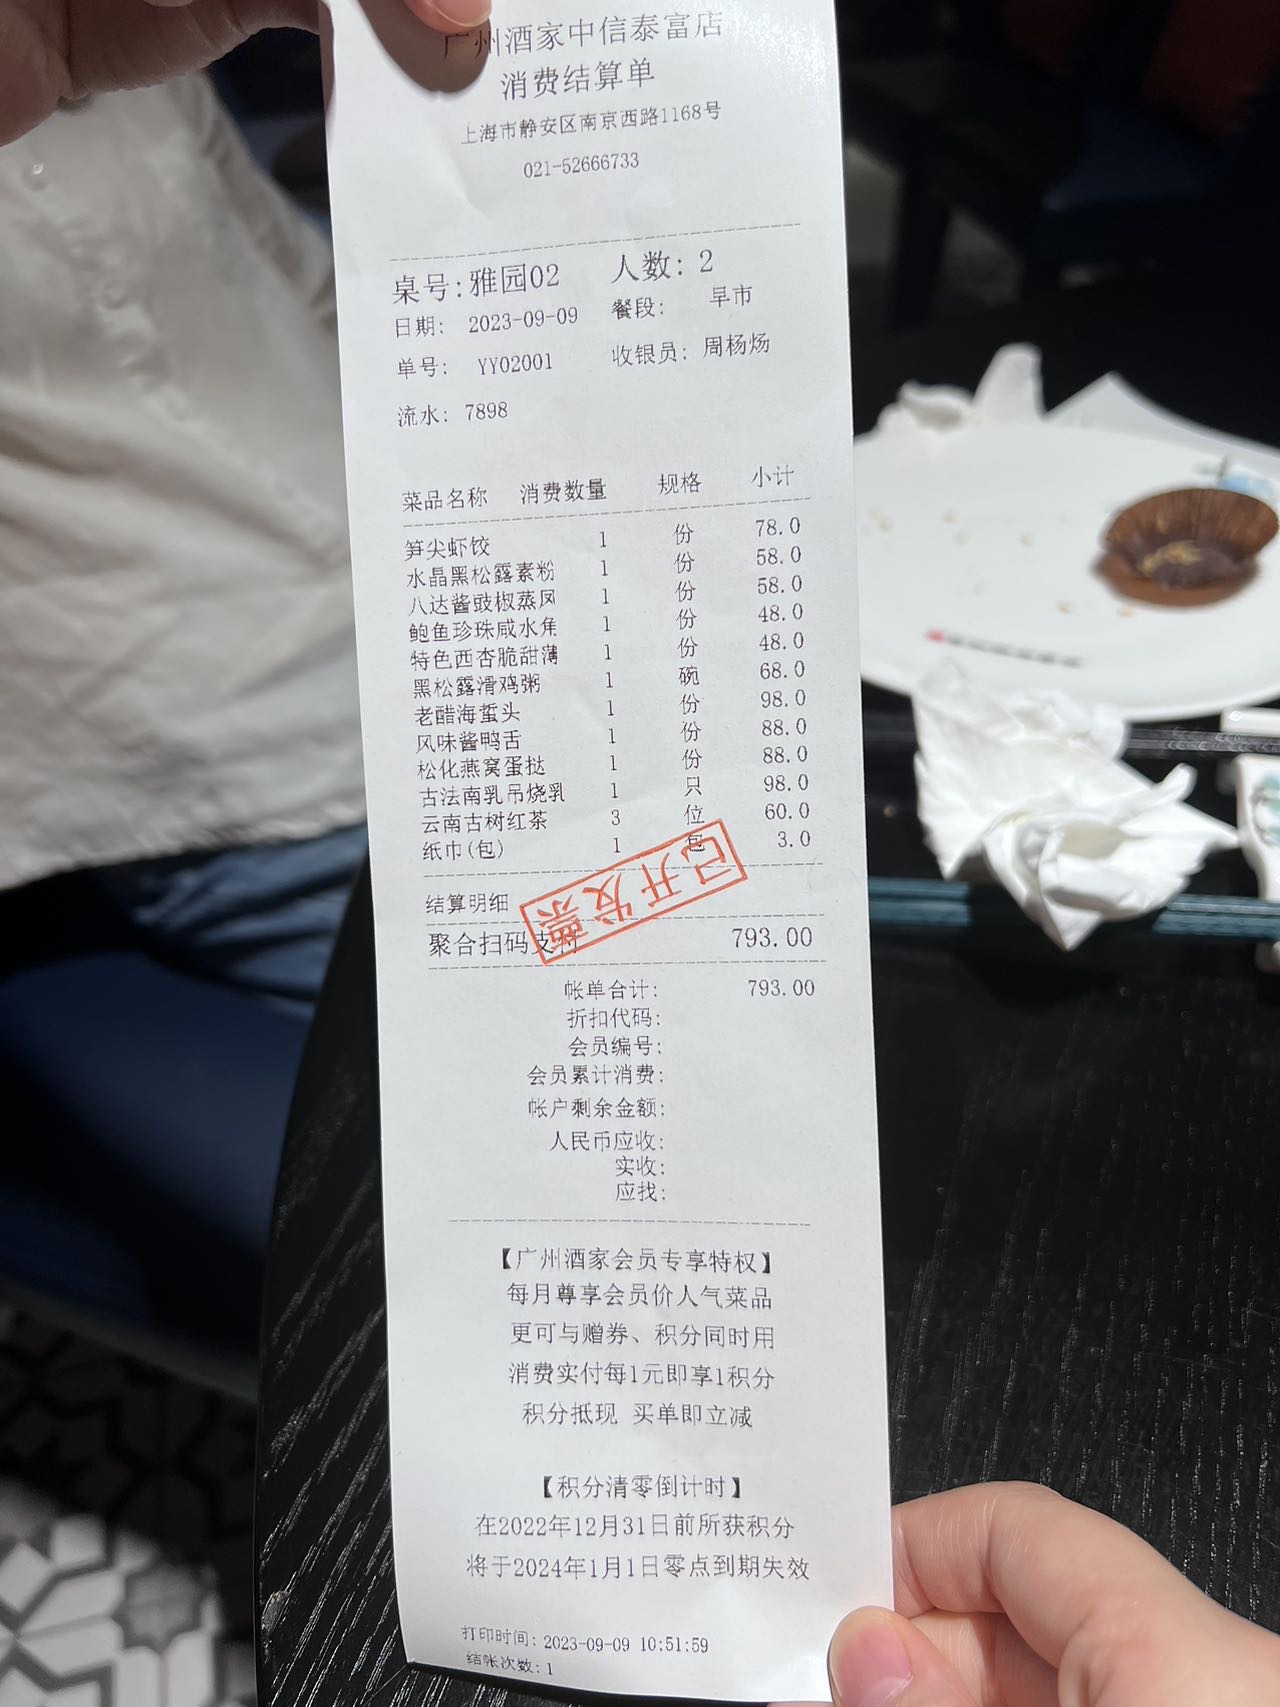 广州酒家中信泰富店
消费结算单
上海市静安区南京西路1168号
021-52666733
桌号:雅园02 人数: 2
日期: 2023-09-09 餐段: 早市
单号: YY02001 收银员: 周杨炀
流水: 7898
菜品名称 消费数量 规格 小计
笋尖虾饺 1 份 78.0
水晶黑松露素粉 1 份 58.0
八达酱豉椒蒸凤 1 份 58.0
鲍鱼珍珠咸水角 1 份 48.0
特色西杏脆甜薄 1 份 48.0
黑松露滑鸡粥 1 碗 68.0
老醋海蜇头 1 份 98.0
风味酱鸭舌 1 份 88.0
松化燕窝蛋挞 1 份 88.0
古法南乳吊烧乳 1 只 98.0
云南古树红茶 3 位 60.0
纸巾(包) 1 包 3.0
已开发票
结算明细
聚合扫码支付 793.00
帐单合计: 793.00
折扣代码:
会员编号:
会员累计消费:
帐户剩余金额:
人民币应收:
实收:
应找:
【广州酒家会员专享特权】
每月尊享会员价人气菜品
更可与赠券、积分同时用
消费实付每1元即享1积分
积分抵现 买单即立减
【积分清零倒计时】
在2022年12月31日前所获积分
将于2024年1月1日零点到期失效
打印时间: 2023-09-09 10:51:59
结帐次数: 1